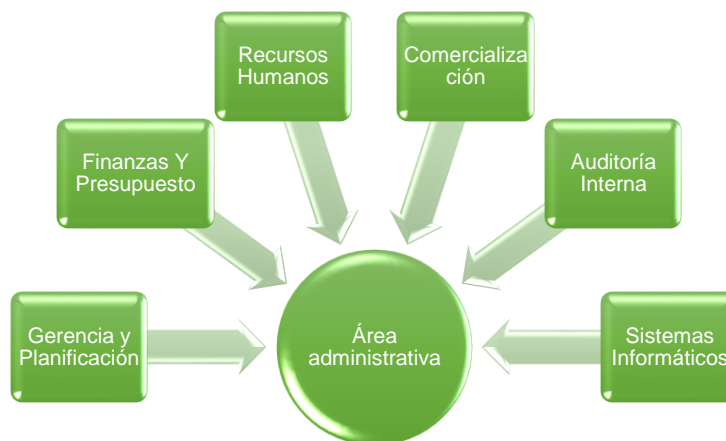 Recursos
Humanos
Comercializa
ción
Finanzas Y
Presupuesto
Auditoría
Interna
Gerencia y
Planificación
Área
administrativa
Sistemas
Informáticos